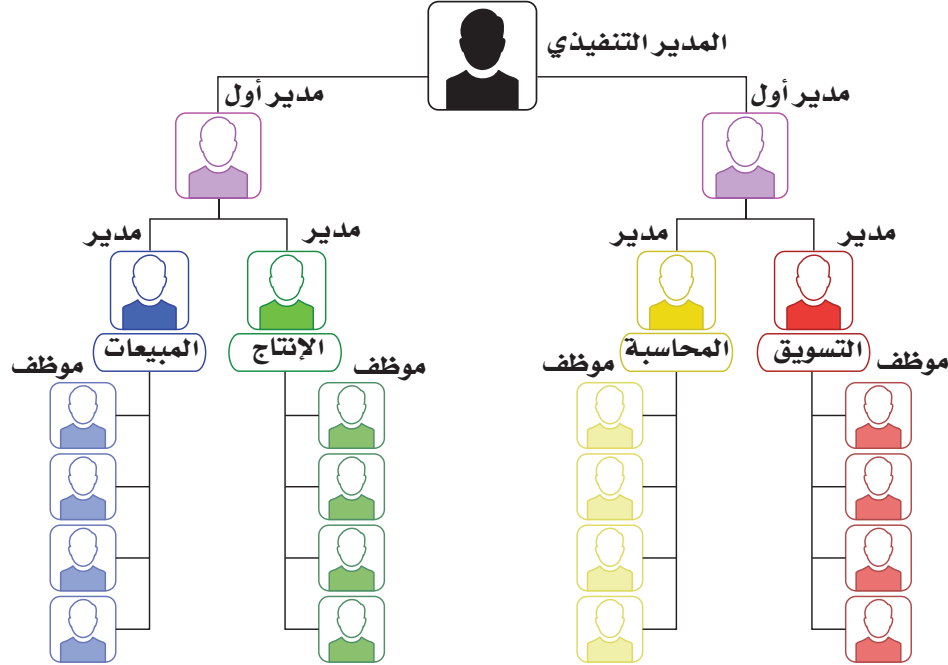 المدير التنفيذي
مدير أول
مدير أول
مدير
مدير
مدير
مدير
التسويق
المحاسبة
الإنتاج
المبيعات
موظف
موظف
موظف
موظف